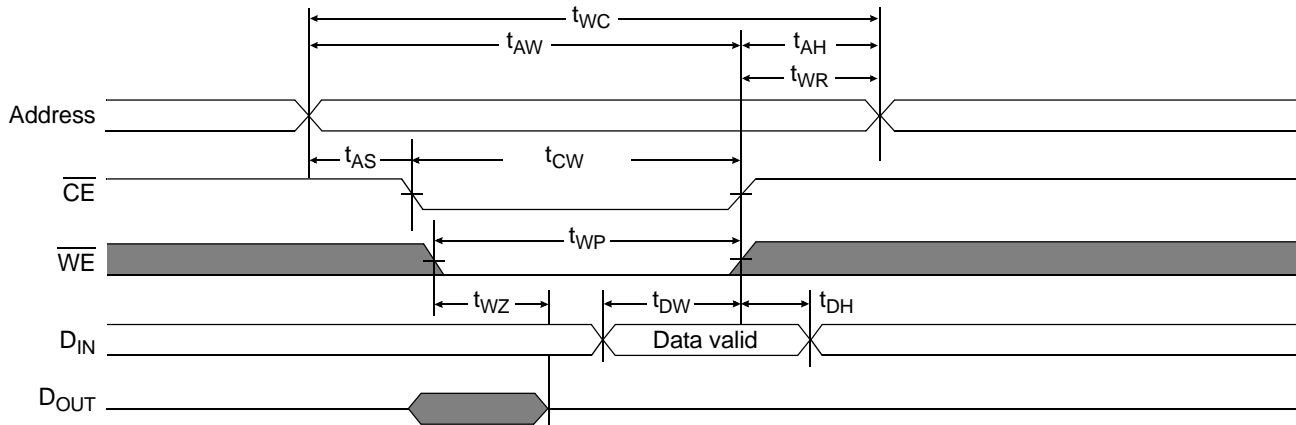 tWC
tAW tAH
tWR
Address
tAS tCW
CE
tWP
WE
tWZ tDW tDH
DIN Data valid
DOUT